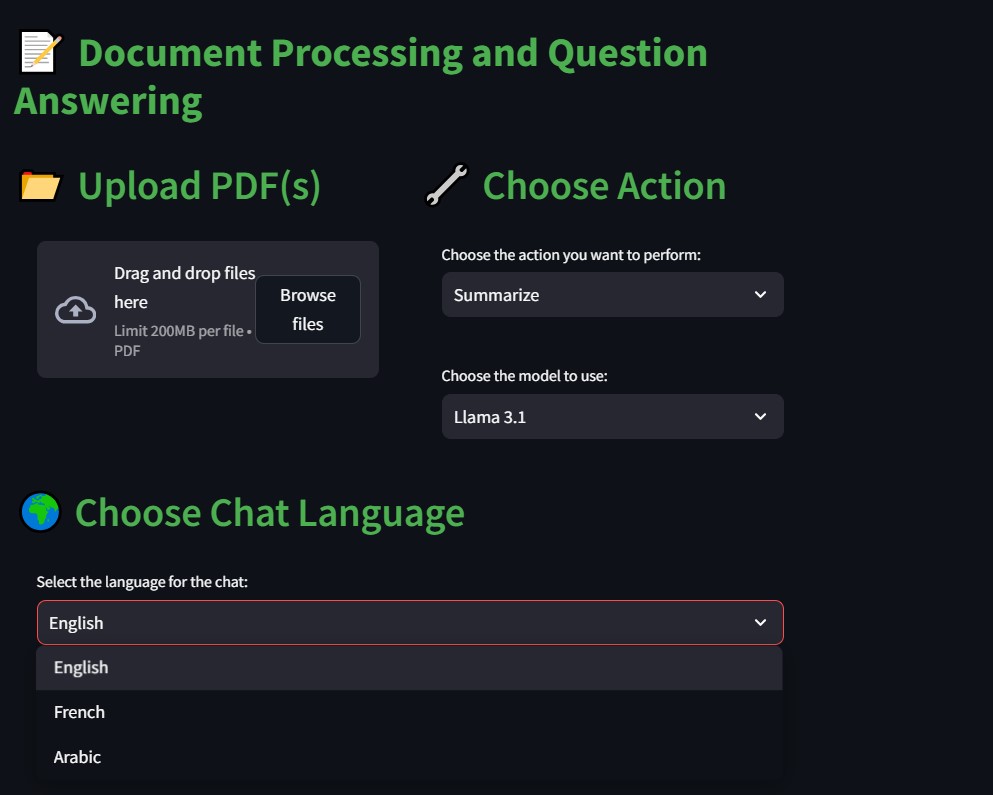 Document Processing and Question
Answering
Upload PDF(s)
Drag and drop files
here
Limit 200MB per file •
PDF
Browse
files
Choose Action
Choose the action you want to perform:
Summarize
Choose the model to use:
Llama 3.1
Choose Chat Language
Select the language for the chat:
English
English
French
Arabic